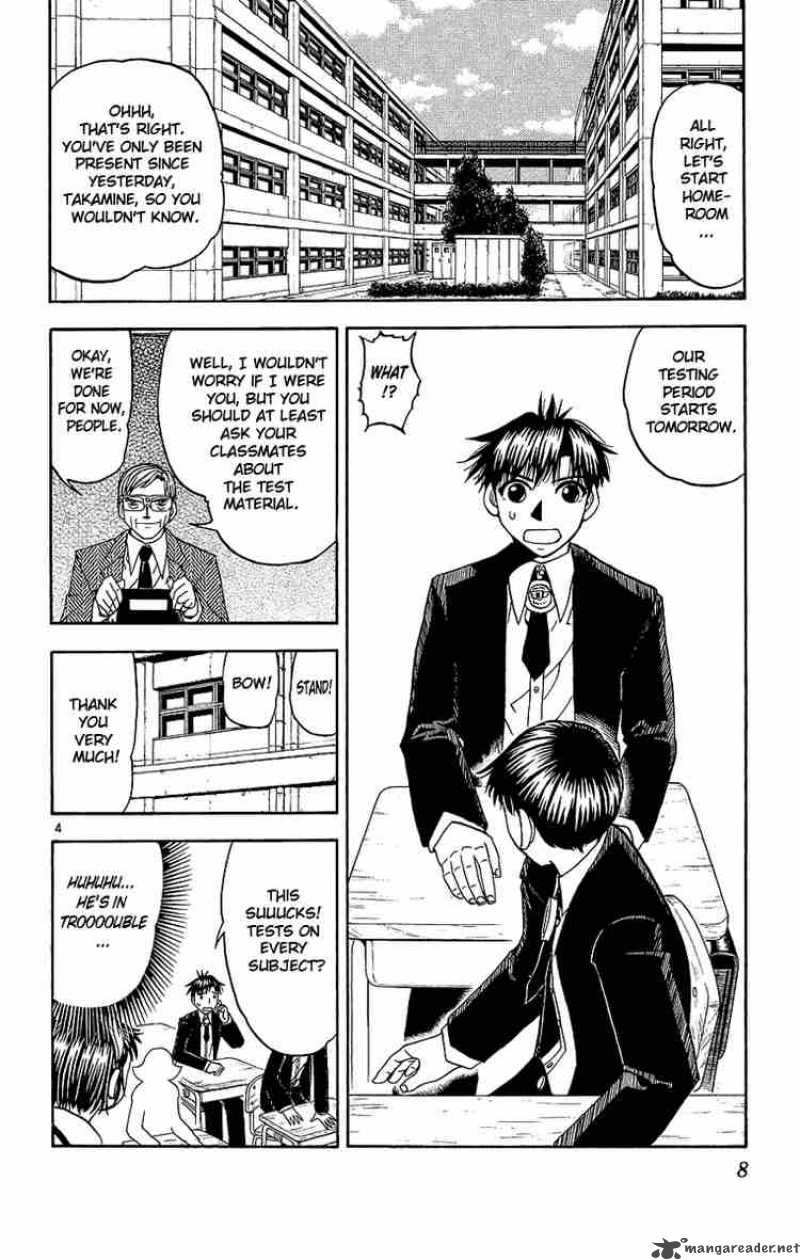 ALL
RIGHT,
LET'S
START
HOME-
ROOM
...
OHHH,
THAT'S RIGHT.
YOU'VE ONLY BEEN
PRESENT SINCE
YESTERDAY,
TAKAMINE, SO YOU
WOULDN'T KNOW.
OUR
TESTING
PERIOD
STARTS
TOMORROW.
WHAT
!?
WELL, I WOULDN'T
WORRY IF I WERE
YOU, BUT YOU
SHOULD AT LEAST
ASK YOUR
CLASSMATES
ABOUT
THE TEST
MATERIAL.
OKAY,
WE'RE
DONE
FOR NOW,
PEOPLE.
STAND!
BOW!
THANK
YOU
VERY
MUCH!
4
THIS
SUUUCKS!
TESTS ON
EVERY
SUBJECT?
HUHUHU...
HE'S IN
TROOOOUBLE
...
8
mangareader.net